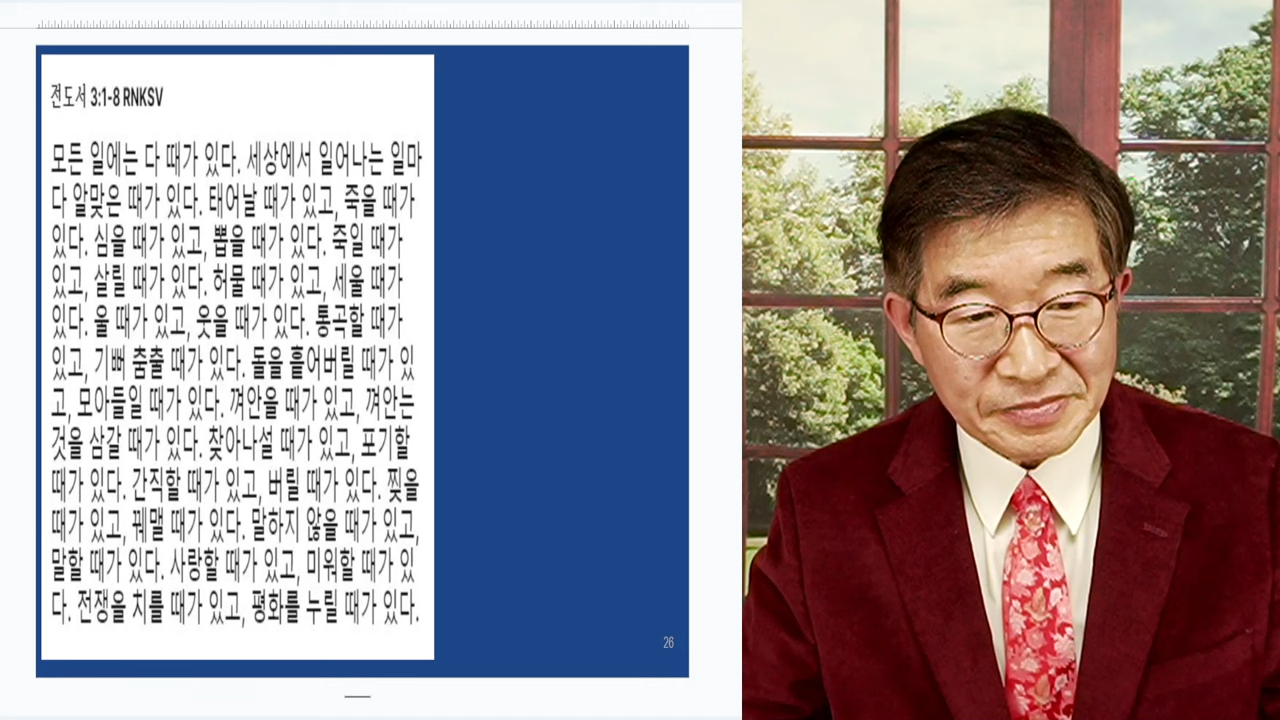 전도서 3:1-8 RNKSV
모든 일에는 다 때가 있다. 세상에서 일어나는 일마
다 알맞은 때가 있다. 태어날 때가 있고, 죽을 때가
있다. 심을 때가 있고, 뽑을 때가 있다. 죽일 때가
있고, 살릴 때가 있다. 허물 때가 있고, 세울 때가
있다. 울 때가 있고, 웃을 때가 있다. 통곡할 때가
있고, 기뻐 춤출 때가 있다. 돌을 흩어버릴 때가 있
고, 모아들일 때가 있다. 껴안을 때가 있고, 껴안는
것을 삼갈 때가 있다. 찾아나설 때가 있고, 포기할
때가 있다. 간직할 때가 있고, 버릴 때가 있다. 찢을
때가 있고, 꿰맬 때가 있다. 말하지 않을 때가 있고,
말할 때가 있다. 사랑할 때가 있고, 미워할 때가 있
다. 전쟁을 치를 때가 있고, 평화를 누릴 때가 있다.
26